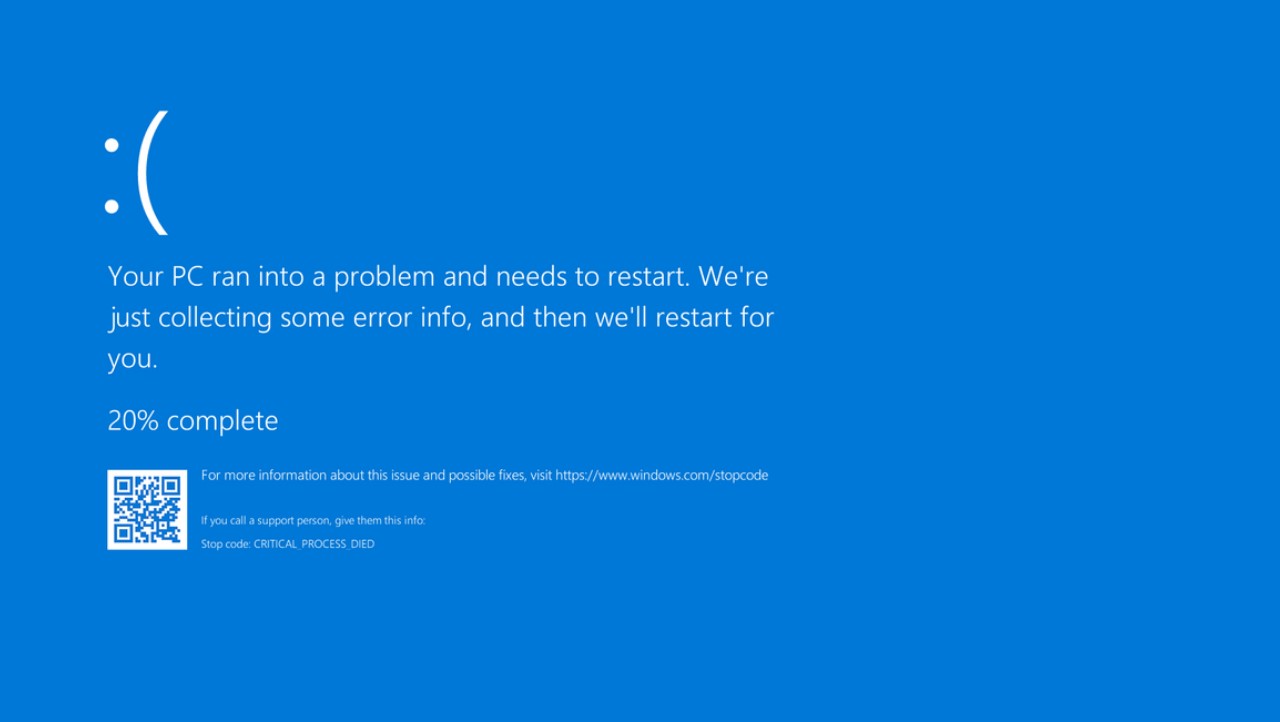 :(
Your PC ran into a problem and needs to restart. We're
just collecting some error info, and then we'll restart for
you.
20% complete
For more information about this issue and possible fixes, visit https://www.windows.com/stopcode
If you call a support person, give them this info:
Stop code: CRITICAL_PROCESS_DIED